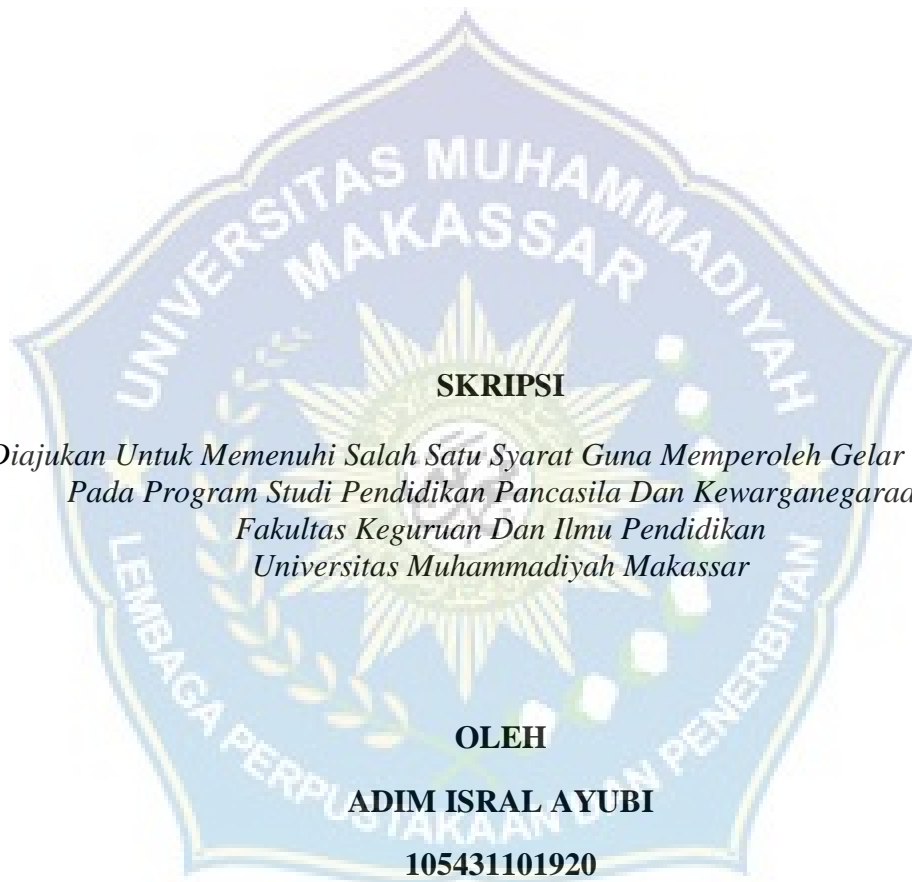 UNIVERSITAS MUHAMMADIYAH
MAKASSAR
SKRIPSI
Diajukan Untuk Memenuhi Salah Satu Syarat Guna Memperoleh Gelar
Pada Program Studi Pendidikan Pancasila Dan Kewarganegaraa
Fakultas Keguruan Dan Ilmu Pendidikan
Universitas Muhammadiyah Makassar
OLEH
ADIM ISRAL AYUBI
105431101920
LEMBAGA PERPUSTAKAAN DAN PENERBITAN